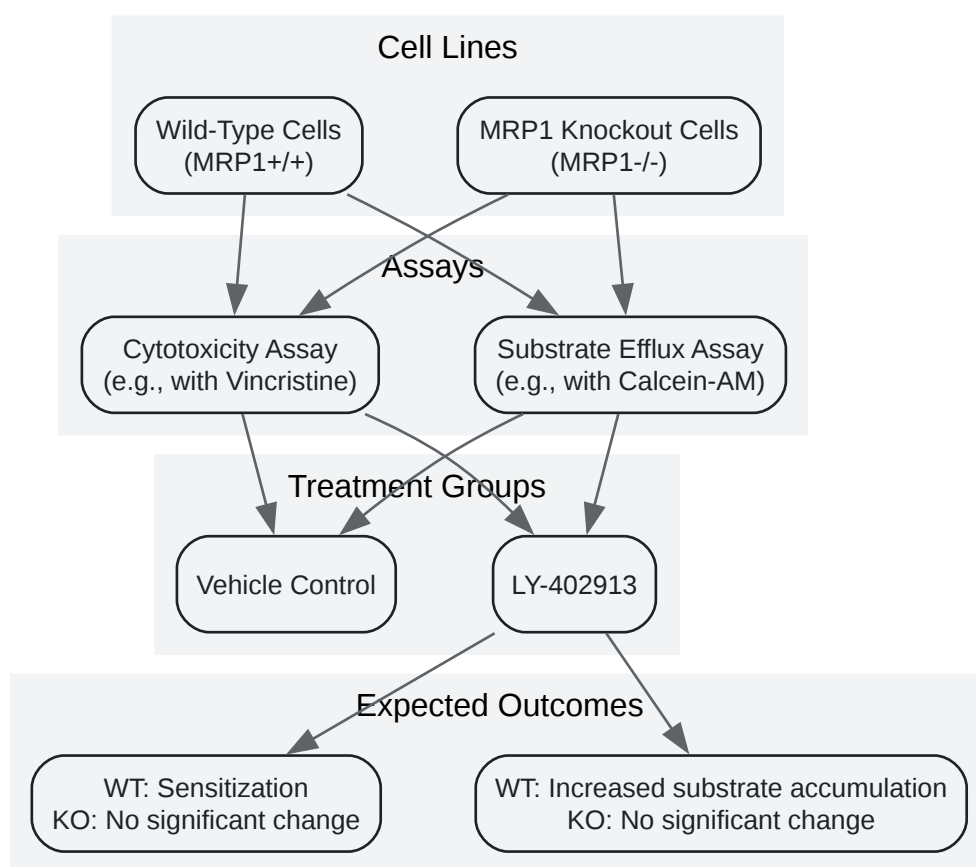 Cell Lines
Wild-Type Cells
(MRP1+/+)
MRP1 Knockout Cells
(MRP1-/-)
Assays
Cytotoxicity Assay
(e.g., with Vincristine)
Substrate Efflux Assay
(e.g., with Calcein-AM)
Treatment Groups
Vehicle Control
LY-402913
Expected Outcomes
WT: Sensitization
KO: No significant change
WT: Increased substrate accumulation
KO: No significant change